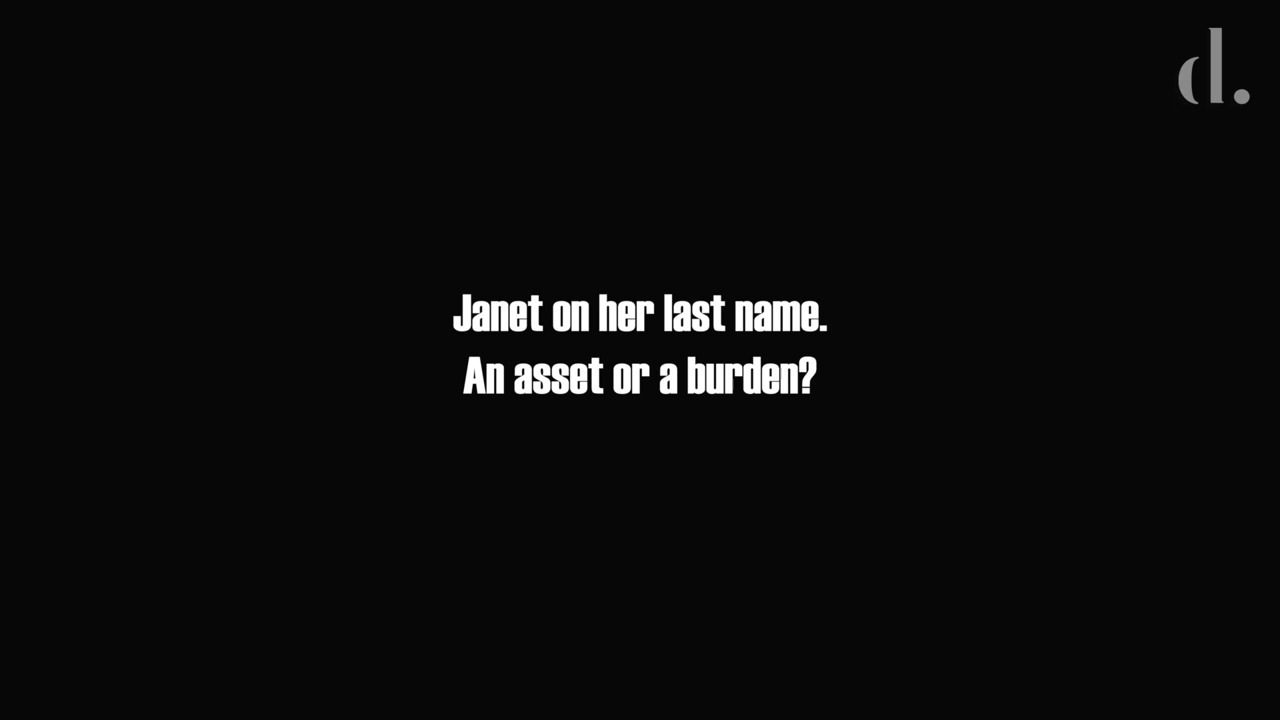 d.
Janet on her last name.
An asset or a burden?